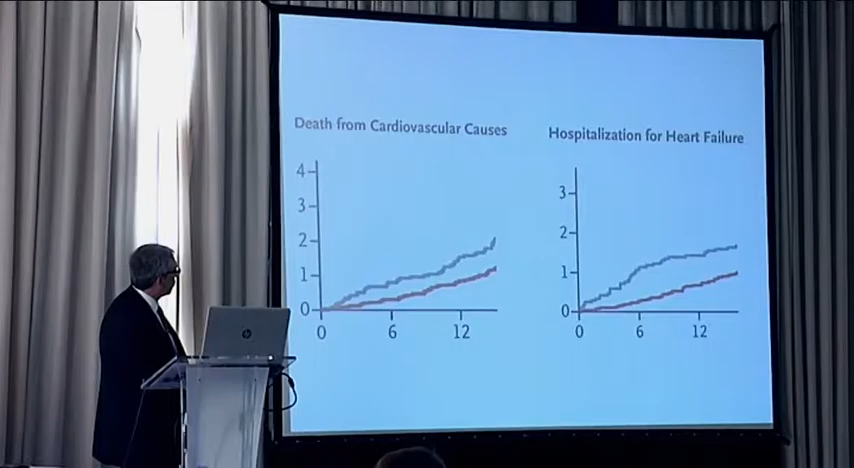 Death from Cardiovascular Causes
4
3
2
1
0
0 6 12
Hospitalization for Heart Failure
3
2
1
0
0 6 12
hp